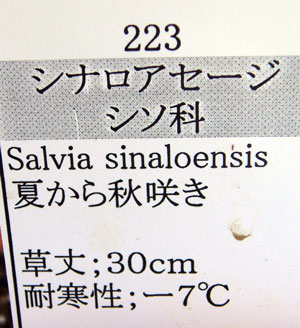 223
シナロアセージ
シソ科
Salvia sinaloensis
夏から秋咲き
草丈;30cm
耐寒性;ー7℃